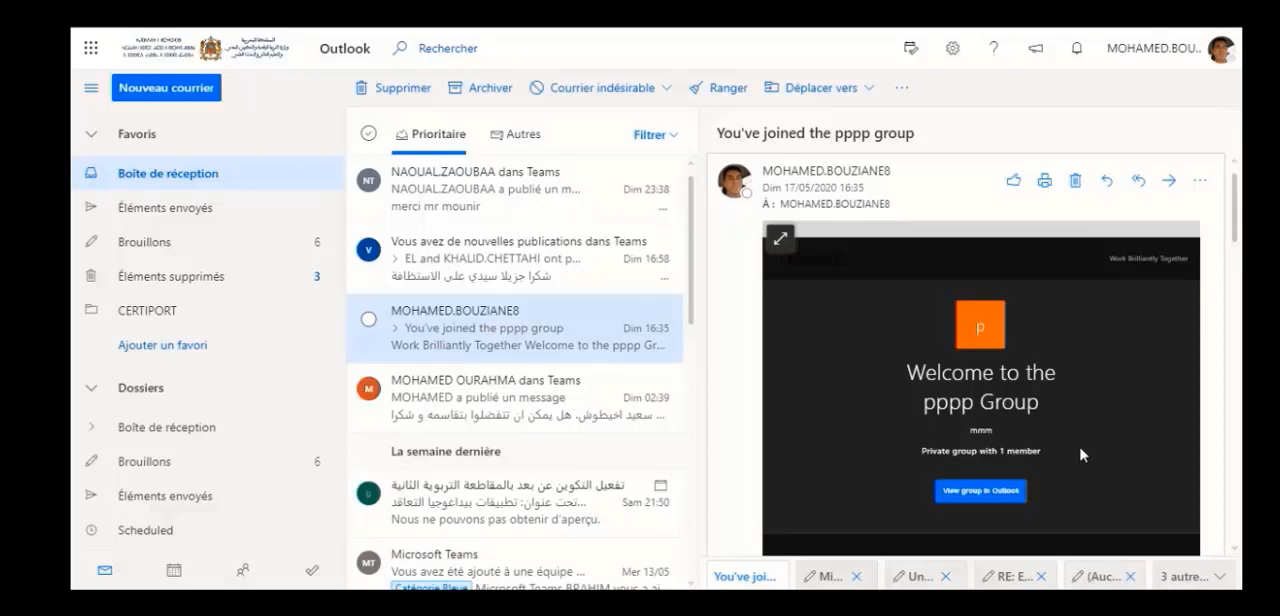 Outlook
Rechercher
MOHAMED.BOU...
Nouveau courrier
Supprimer
Archiver
Courrier indésirable
Ranger
Déplacer vers
Favoris
Boîte de réception
Éléments envoyés
Brouillons 6
Éléments supprimés 3
CERTIPORT
Ajouter un favori
Dossiers
Boîte de réception
Brouillons 6
Éléments envoyés
Scheduled
Prioritaire
Autres
Filtrer
NT
NAOUAL.ZAOUBAA dans Teams
NAOUAL.ZAOUBAA a publié un m... Dim 23:38
merci mr mounir ...
V
Vous avez de nouvelles publications dans Teams
EL and KHALID.CHETTAHI ont p... Dim 16:58
شكرا جزيلا سيدي على الاستظافة ...
MOHAMED.BOUZIANE8
You've joined the pppp group Dim 16:35
Work Brilliantly Together Welcome to the pppp Gr...
M
MOHAMED OURAHMA dans Teams
MOHAMED a publié un message Dim 02:39
سعيد اخيطوش، هل يمكن ان تتفضلوا بتقاسمه و شكرا ...
La semaine dernière
تفعيل التكوين عن بعد بالمقاطعة التربوية الثانية
تحت عنوان: تطبيقات بيداغوجيا التعاقد... Sam 21:50
Nous ne pouvons pas obtenir d'aperçu.
MT
Microsoft Teams
Vous avez été ajouté à une équipe ... Mer 13/05
Catégorie Bleue Microsoft Teams BRAHIM vous a aj
You've joined the pppp group
MOHAMED.BOUZIANE8
Dim 17/05/2020 16:35
À : MOHAMED.BOUZIANE8
Work Brilliantly Together
p
Welcome to the
pppp Group
mmm
Private group with 1 member
View group in Outlook
You've joi...
Mi...
Un...
RE: E...
(Auc...
3 autre...